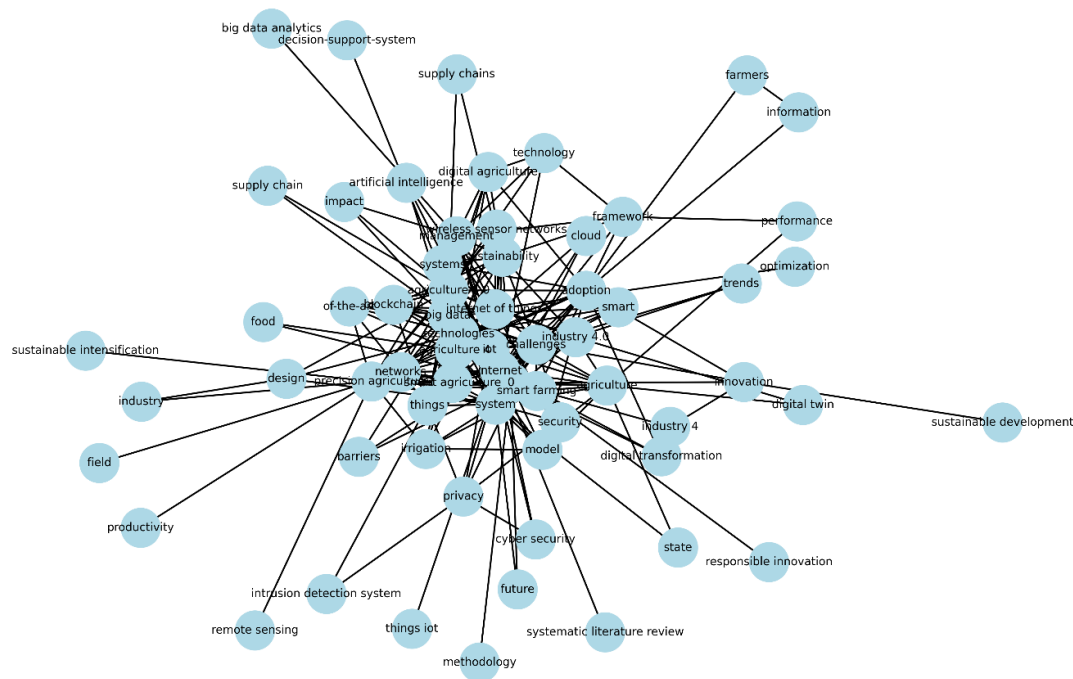 big data analytics
decision-support-system
supply chains
farmers
information
technology
digital agriculture
artificial intelligence
supply chain
impact
framework
performance
wireless sensor networks
management
cloud
sustainability
systems
optimization
trends
adoption
internet of things
of-the-art
blockchain
smart
big data
food
technologies
industry 4.0
challenges
iot
sustainable intensification
networks
internet
design
precision agriculture
smart farming
agriculture
innovation
industry
things
system
digital twin
security
sustainable development
industry 4
barriers
irrigation
model
digital transformation
field
privacy
productivity
cyber security
state
responsible innovation
future
intrusion detection system
remote sensing
things iot
systematic literature review
methodology